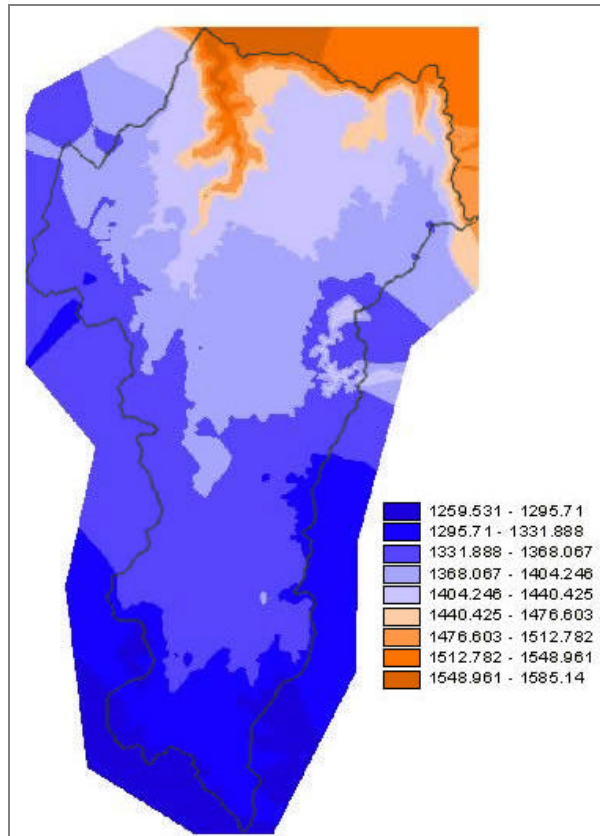 1259.531 - 1295.71
1295.71 - 1331.888
1331.888 - 1368.067
1368.067 - 1404.246
1404.246 - 1440.425
1440.425 - 1476.603
1476.603 - 1512.782
1512.782 - 1548.961
1548.961 - 1585.14